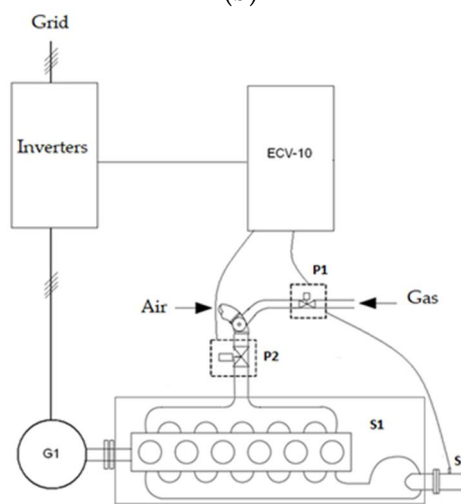 (b)
Grid
Inverters
ECV-10
P1
Air
Gas
P2
S1
G1
S